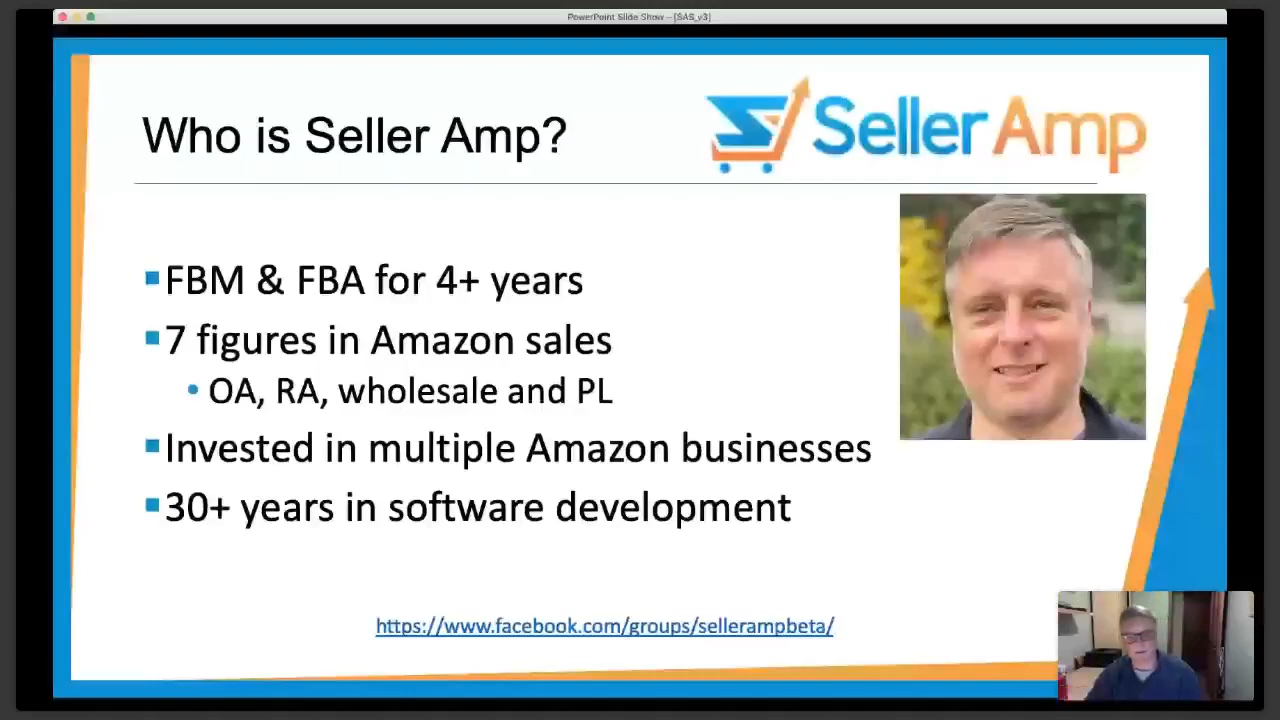 PowerPoint Slide Show - [SAS_v3]
Who is Seller Amp?
SellerAmp
▪FBM & FBA for 4+ years
▪7 figures in Amazon sales
• OA, RA, wholesale and PL
▪Invested in multiple Amazon businesses
▪30+ years in software development
https://www.facebook.com/groups/sellerampbeta/